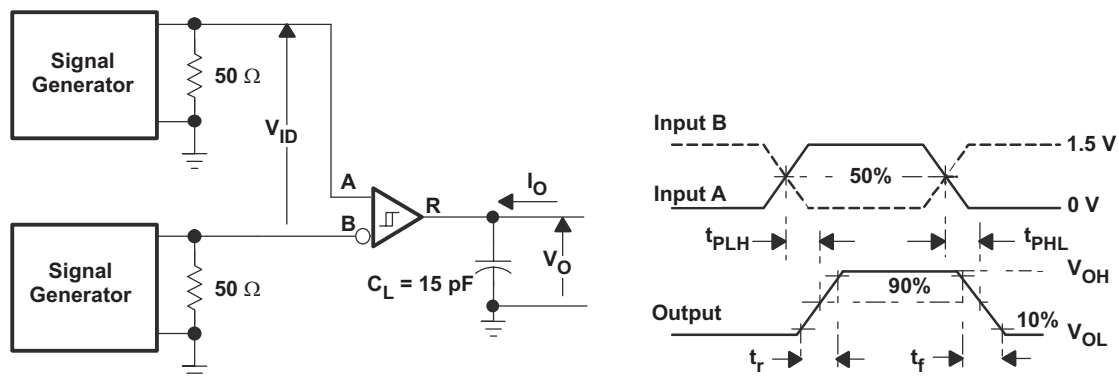 Signal
Generator
50 Ω
V_ID
A
B
R
I_O
V_O
C_L = 15 pF
Signal
Generator
50 Ω
Input B
1.5 V
50%
Input A
0 V
t_PLH
t_PHL
V_OH
90%
Output
10%
V_OL
t_r
t_f